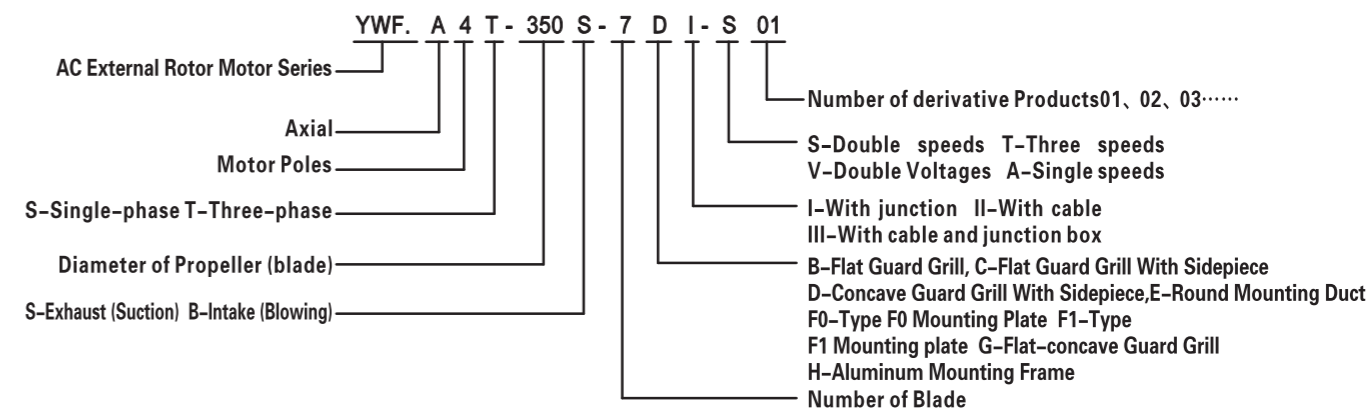 YWF. A 4 T - 350 S - 7 D I - S 01
AC External Rotor Motor Series
Axial
Motor Poles
S-Single-phase T-Three-phase
Diameter of Propeller (blade)
S-Exhaust (Suction) B-Intake (Blowing)
Number of derivative Products01、02、03······
S-Double speeds T-Three speeds
V-Double Voltages A-Single speeds
I-With junction II-With cable
III-With cable and junction box
B-Flat Guard Grill, C-Flat Guard Grill With Sidepiece
D-Concave Guard Grill With Sidepiece,E-Round Mounting Duct
F0-Type F0 Mounting Plate F1-Type
F1 Mounting plate G-Flat-concave Guard Grill
H-Aluminum Mounting Frame
Number of Blade